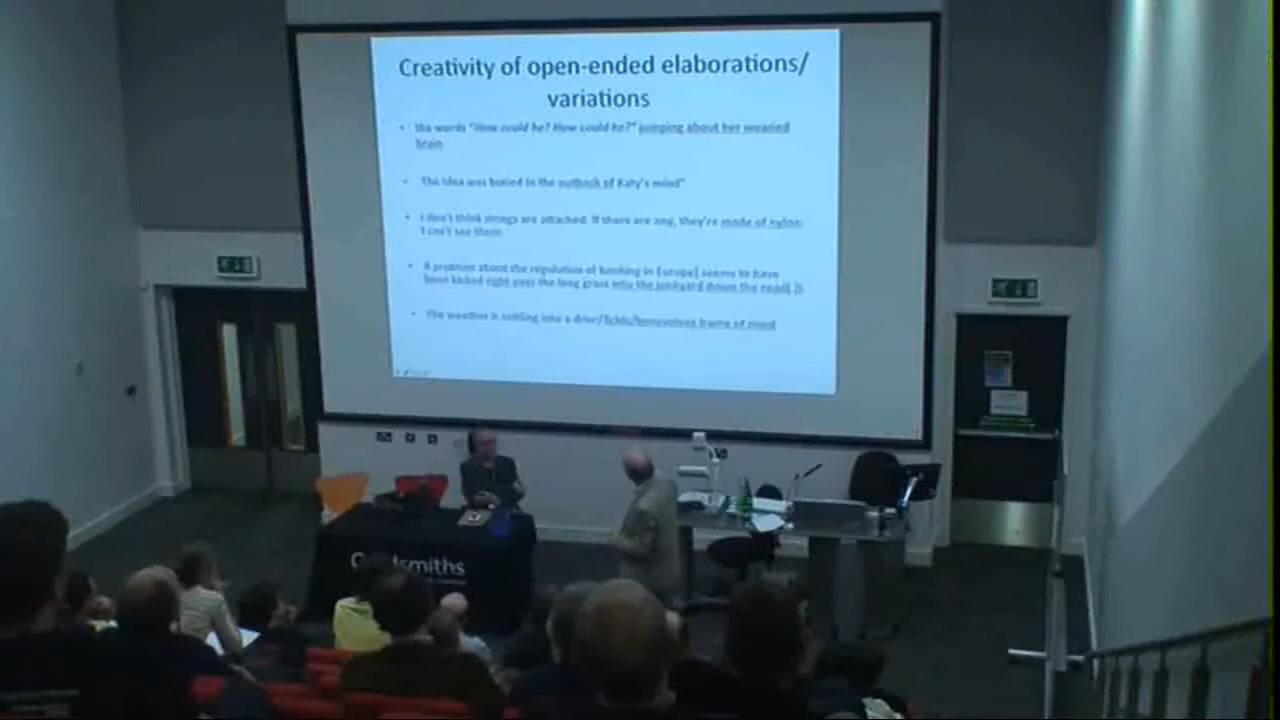 Creativity of open-ended elaborations/
variations
the words "How could he? How could he?" jumping about her wearied
brain
The idea was buried in the outback of Katy's mind"
I don't think strings are attached. If there are any, they're made of nylon.
I can't see them.
A problem about the regulation of in Europe] seems to have
been kicked right over the long grass into the junkyard down the road
The weather is settling into a frame of mind
Goldsmiths